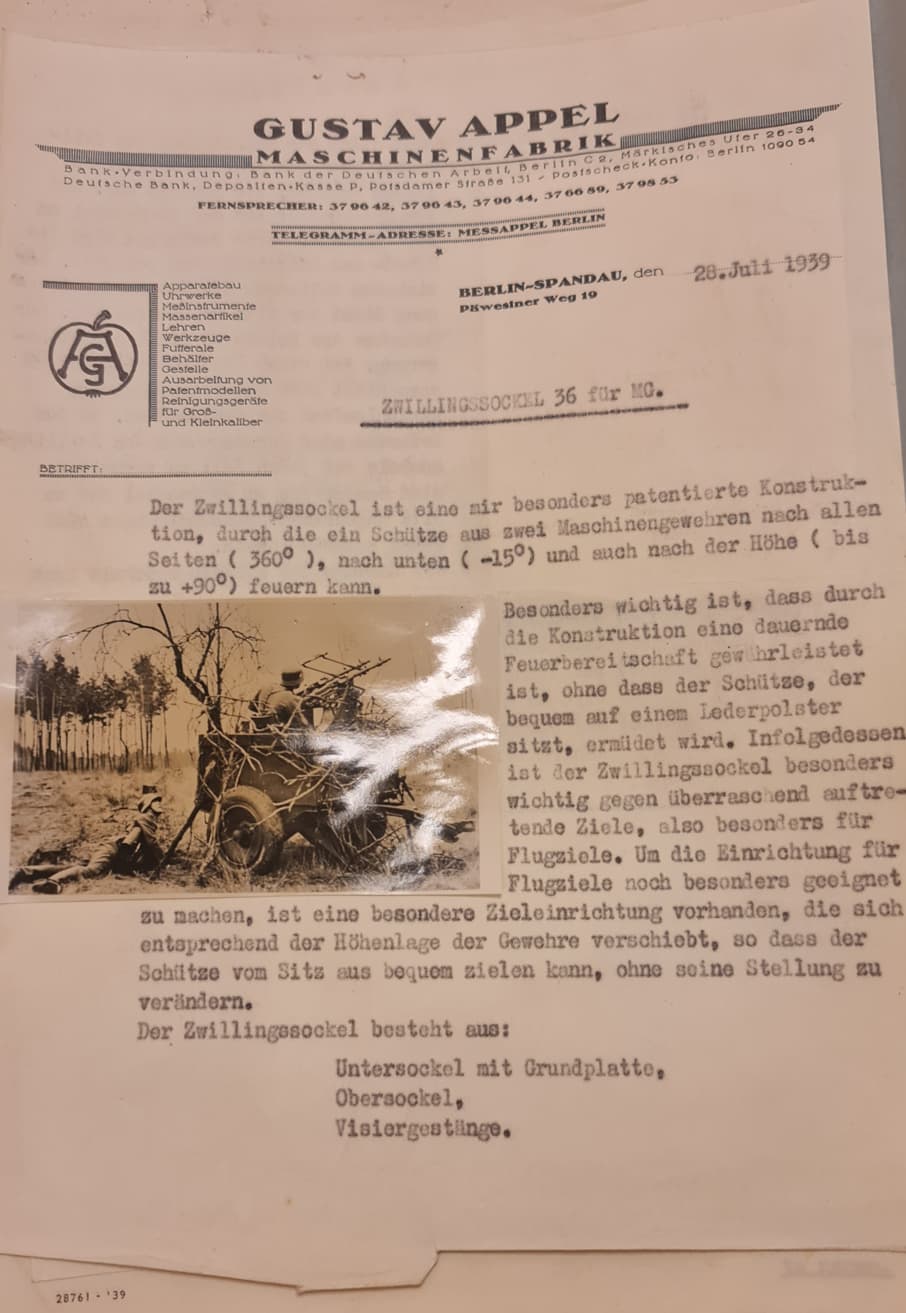 GUSTAV APPEL
MASCHINENFABRIK
Bank-Verbindung: Bank der Deutschen Arbeit, Berlin C 2, Märkisches Ufer 26-34
Deutsche Bank, Depositen-Kasse P, Potsdamer Straße 131 - Postscheck-Konto: Berlin 1090 54
FERNSPRECHER: 37 96 42, 37 96 43, 37 96 44, 37 66 89, 37 98 53
TELEGRAMM-ADRESSE: MESSAPPEL BERLIN
BERLIN-SPANDAU, den 28.Juli 1939
Päwesiner Weg 19
Apparatebau
Uhrwerke
Meßinstrumente
Massenartikel
Lehren
Werkzeuge
Futterale
Behälter
Gestelle
Ausarbeitung von
Patentmodellen
Reinigungsgeräte
für Groß-
und Kleinkaliber
AG
ZWILLINGSSOCKEL 36 für MG.
BETRIFFT:
Der Zwillingssockel ist eine mir besonders patentierte Konstruk-
tion, durch die ein Schütze aus zwei Maschinengewehren nach allen
Seiten ( 360° ), nach unten ( -15°) und auch nach der Höhe ( bis
zu +90°) feuern kann.
Besonders wichtig ist, dass durch
die Konstruktion eine dauernde
Feuerbereitschaft gewährleistet
ist, ohne dass der Schütze, der
bequem auf einem Lederpolster
sitzt, ermüdet wird. Infolgedessen
ist der Zwillingssockel besonders
wichtig gegen überraschend auftre-
tende Ziele, also besonders für
Flugziele. Um die Einrichtung für
Flugziele noch besonders geeignet
zu machen, ist eine besondere Zieleinrichtung vorhanden, die sich
entsprechend der Höhenlage der Gewehre verschiebt, so dass der
Schütze vom Sitz aus bequem zielen kann, ohne seine Stellung zu
verändern.
Der Zwillingssockel besteht aus:
Untersockel mit Grundplatte,
Obersockel,
Visiergestänge.
28761 - '39